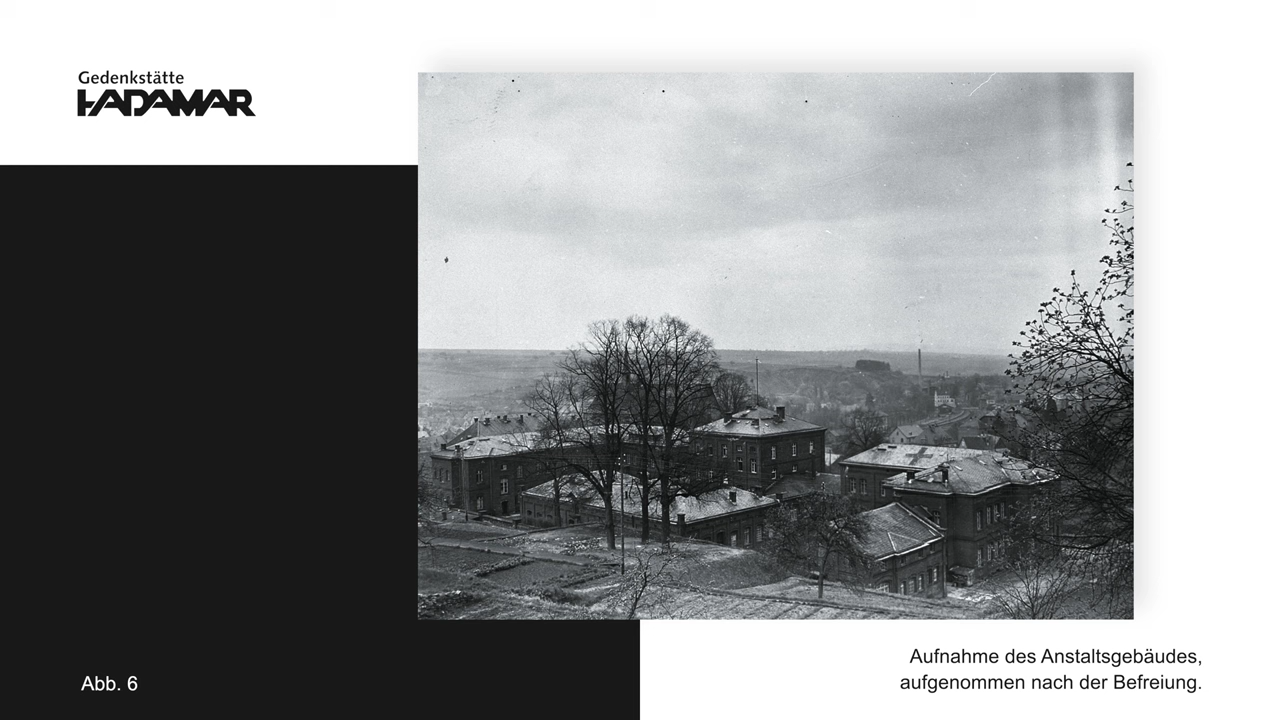 Gedenkstätte
HADAMAR
Abb. 6
Aufnahme des Anstaltsgebäudes,
aufgenommen nach der Befreiung.